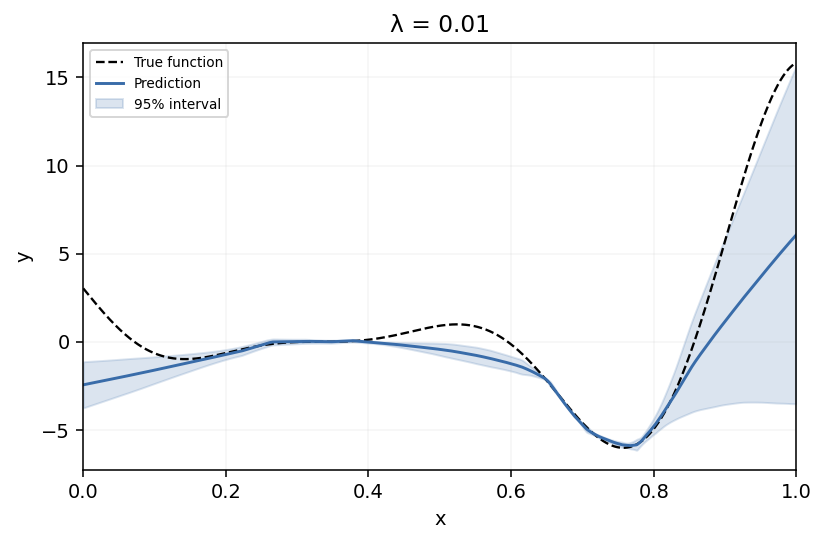 λ = 0.01
True function
Prediction
95% interval
15
10
5
0
−5
y
0.0 0.2 0.4 0.6 0.8 1.0
x